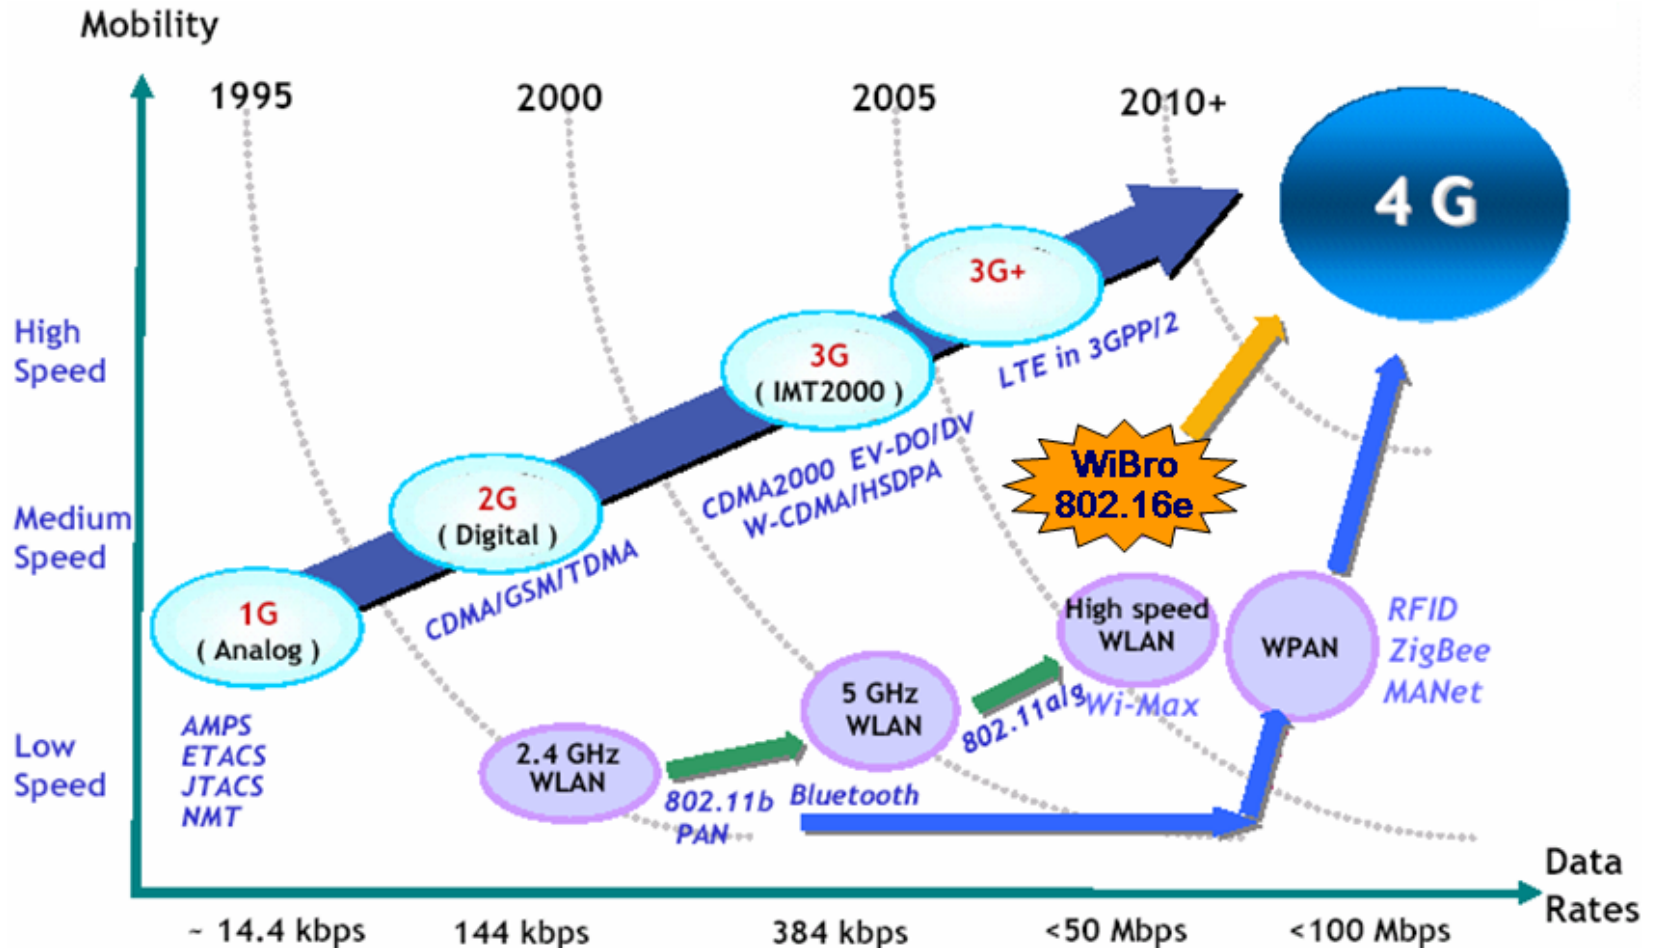 Mobility
1995
2000
2005
2010+
4 G
3G+
LTE in 3GPP/2
High
Speed
3G
( IMT2000 )
CDMA2000 EV-DO/DV
W-CDMA/HSDPA
WiBro
802.16e
Medium
Speed
2G
( Digital )
CDMA/GSM/TDMA
1G
( Analog )
AMPS
ETACS
JTACS
NMT
High speed
WLAN
Wi-Max
WPAN
RFID
ZigBee
MANet
Low
Speed
2.4 GHz
WLAN
802.11b
PAN
5 GHz
WLAN
802.11a/g
Bluetooth
Data
Rates
~ 14.4 kbps
144 kbps
384 kbps
<50 Mbps
<100 Mbps